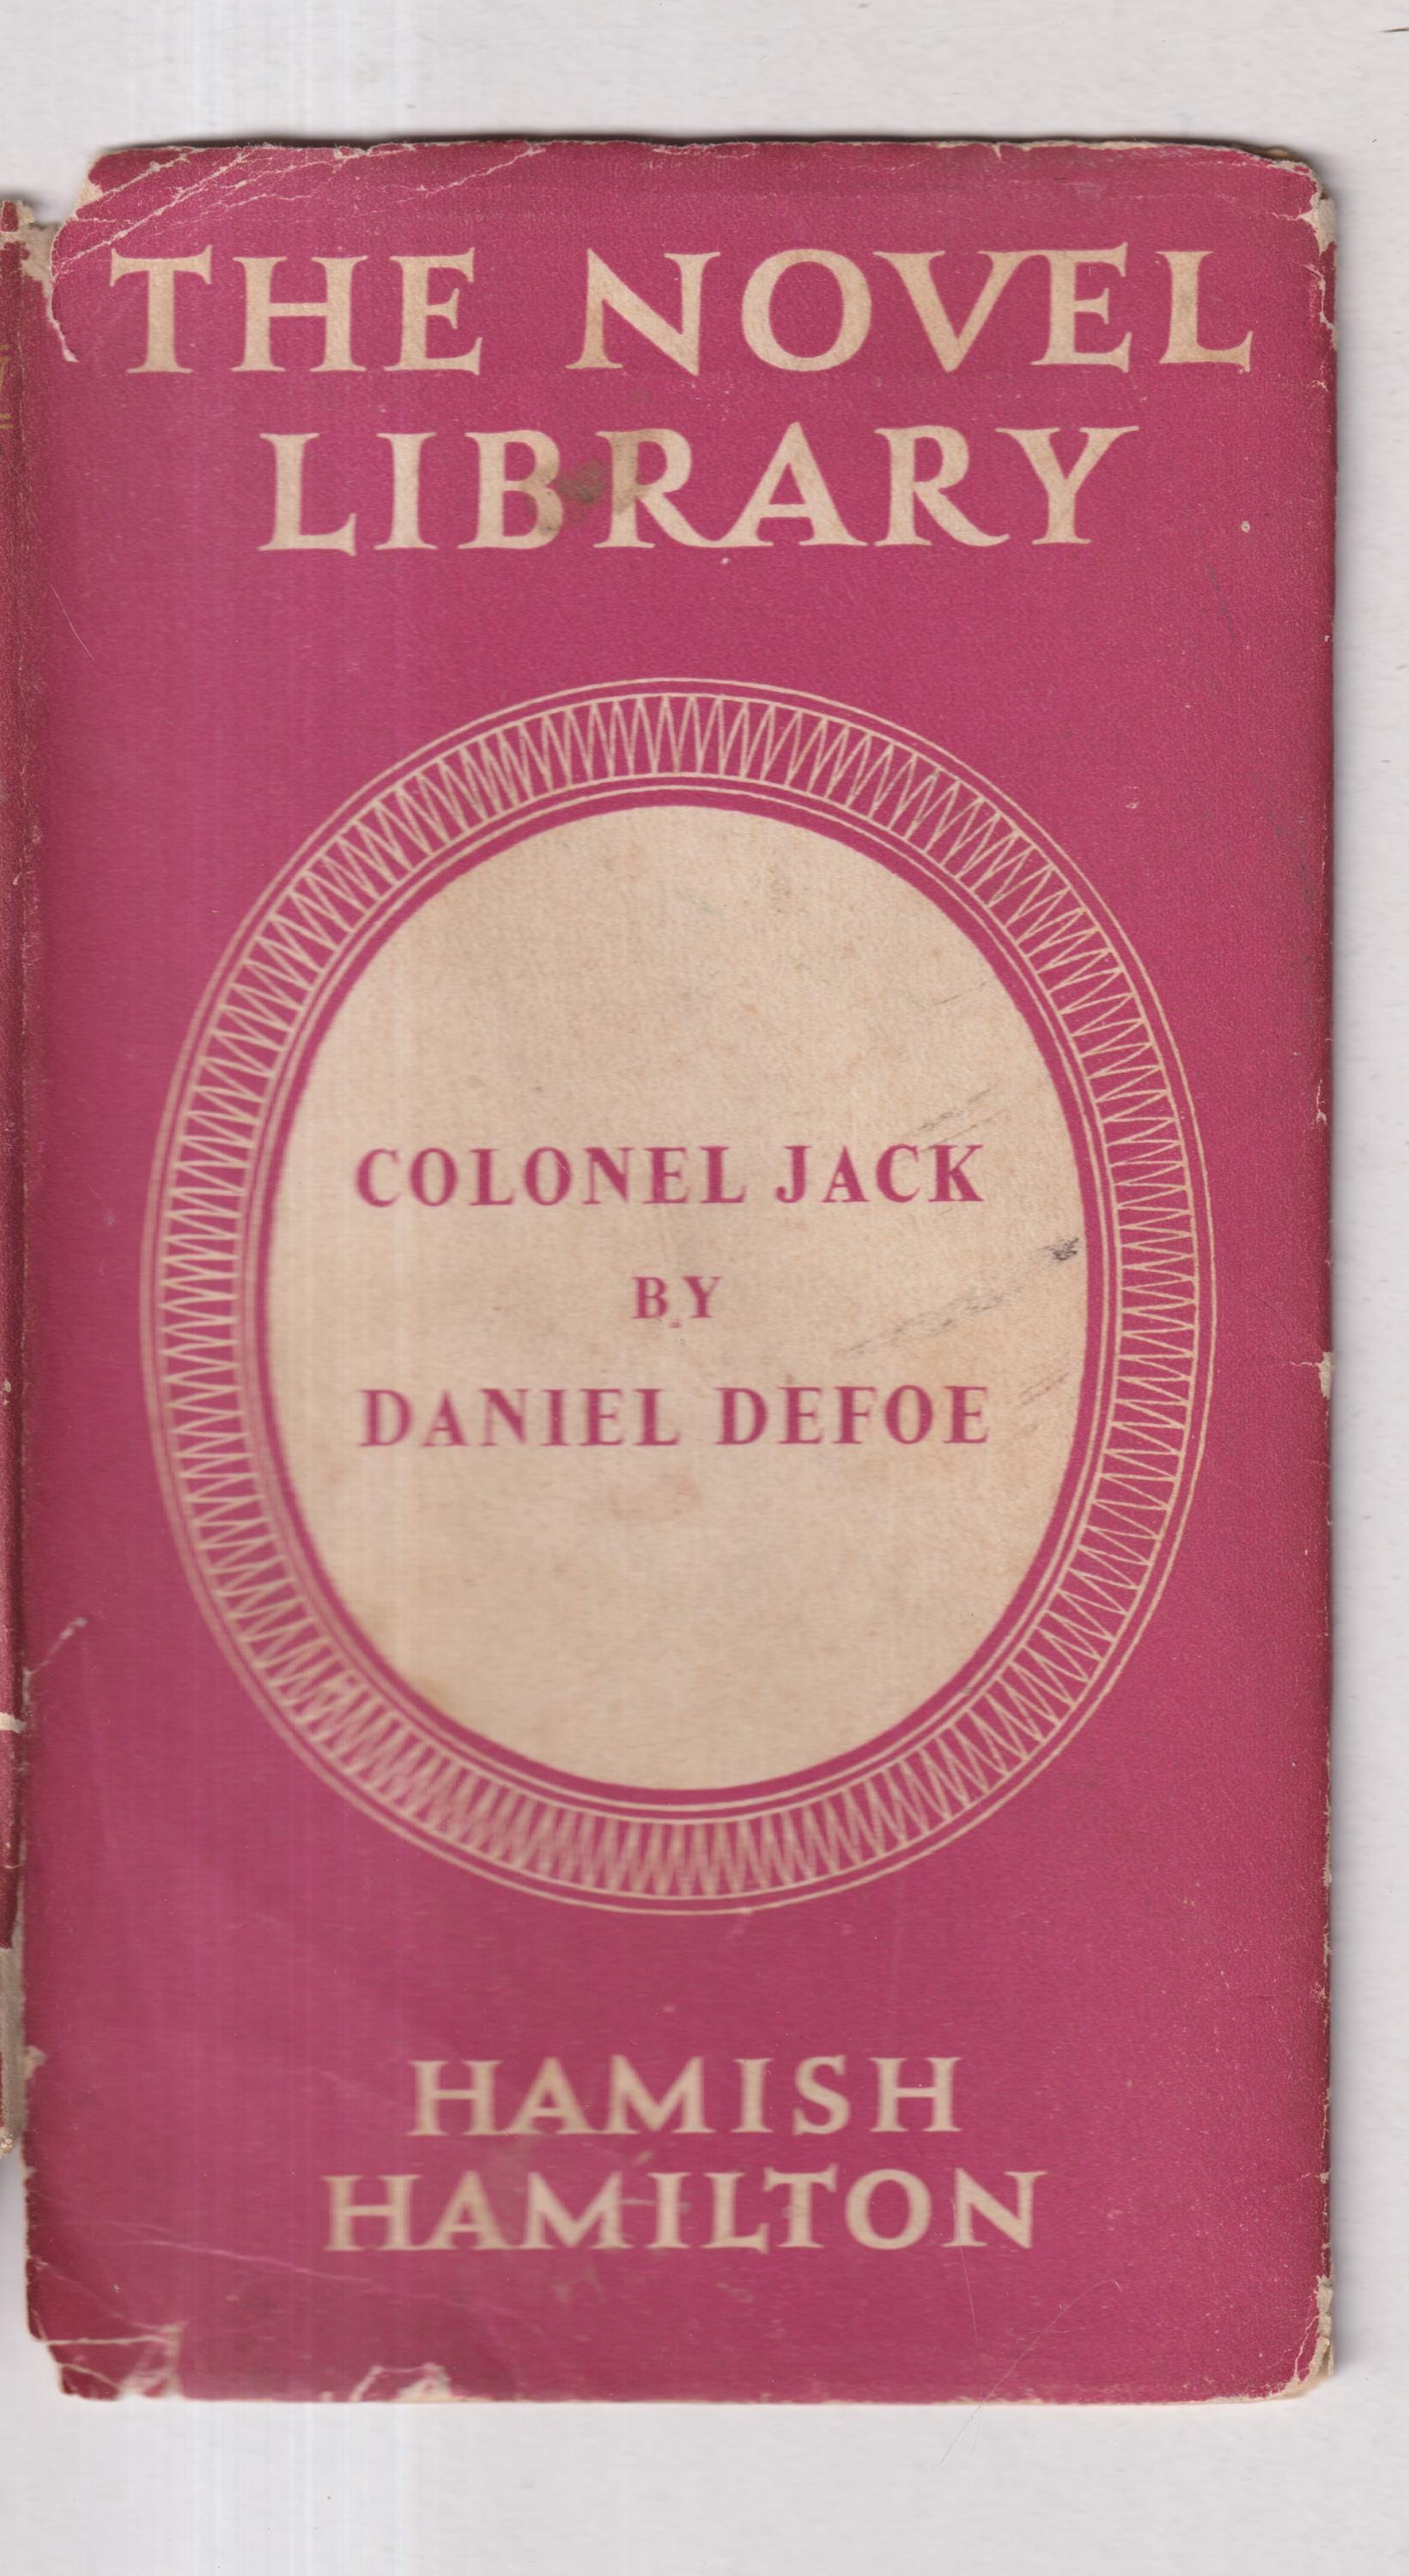 THE NOVEL
LIBRARY
COLONEL JACK
BY
DANIEL DEFOE
HAMISH
HAMILTON